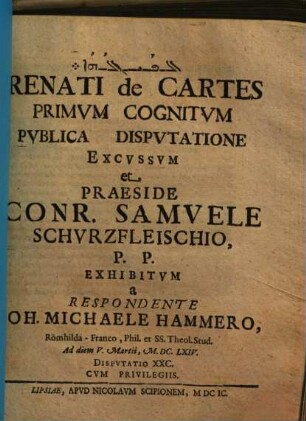 RENATI de CARTES
PRIMVM COGNITVM
PVBLICA DISPVTATIONE
EXCVSSVM
et
PRAESIDE
CONR. SAMVELE
SCHVRZFLEISCHIO,
P. P.
EXHIBITVM
a
RESPONDENTE
OH. MICHAELE HAMMERO,
Römhilda-Franco, Phil. et SS. Theol. Stud.
Ad diem V. Martii, M. DC. LXIV.
DISPVTATIO XXC.
CVM PRIVILEGIIS.
LIPSIAE, APVD NICOLAVM SCIPIONEM, M DC IC.